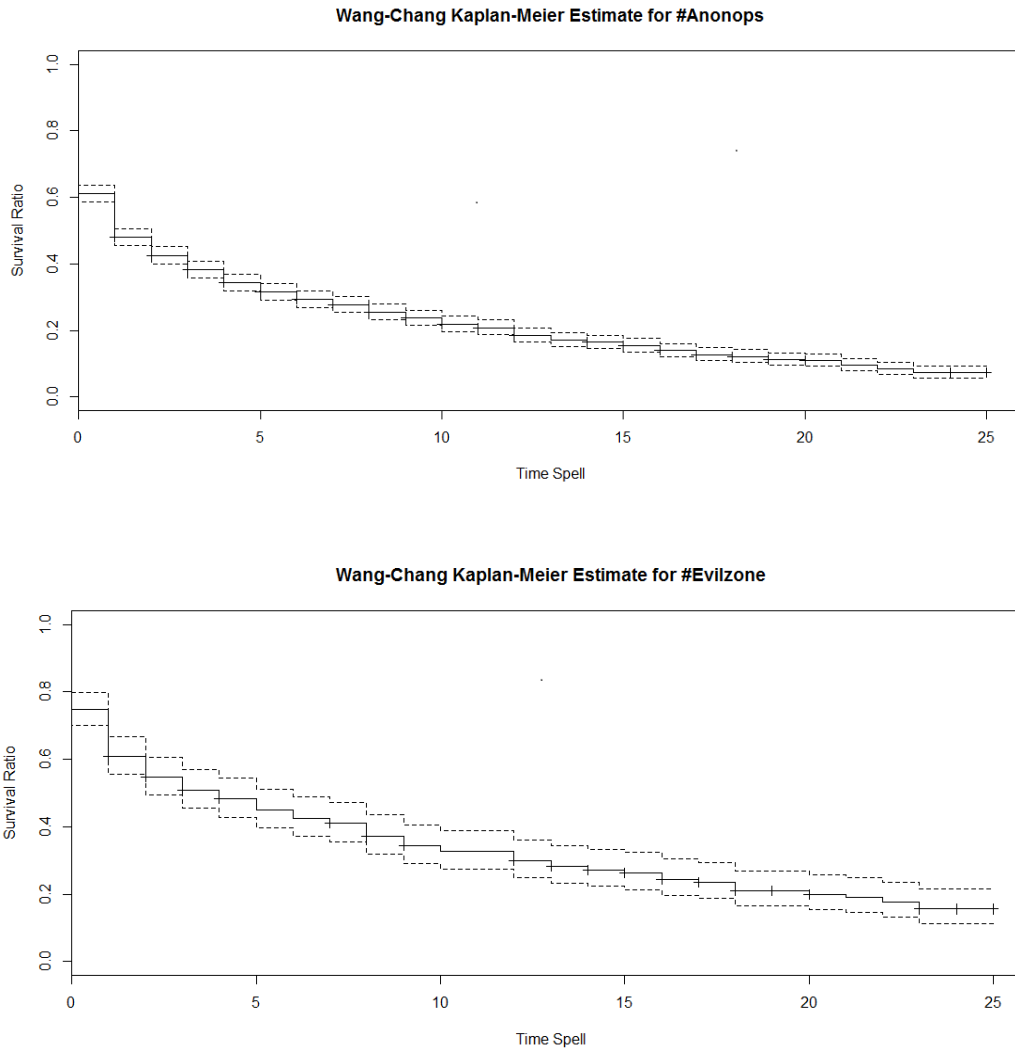 Wang-Chang Kaplan-Meier Estimate for #Anonops
1.0
0.8
0.6
0.4
0.2
0.0
Survival Ratio
0 5 10 15 20 25
Time Spell
Wang-Chang Kaplan-Meier Estimate for #Evilzone
1.0
0.8
0.6
0.4
0.2
0.0
Survival Ratio
0 5 10 15 20 25
Time Spell